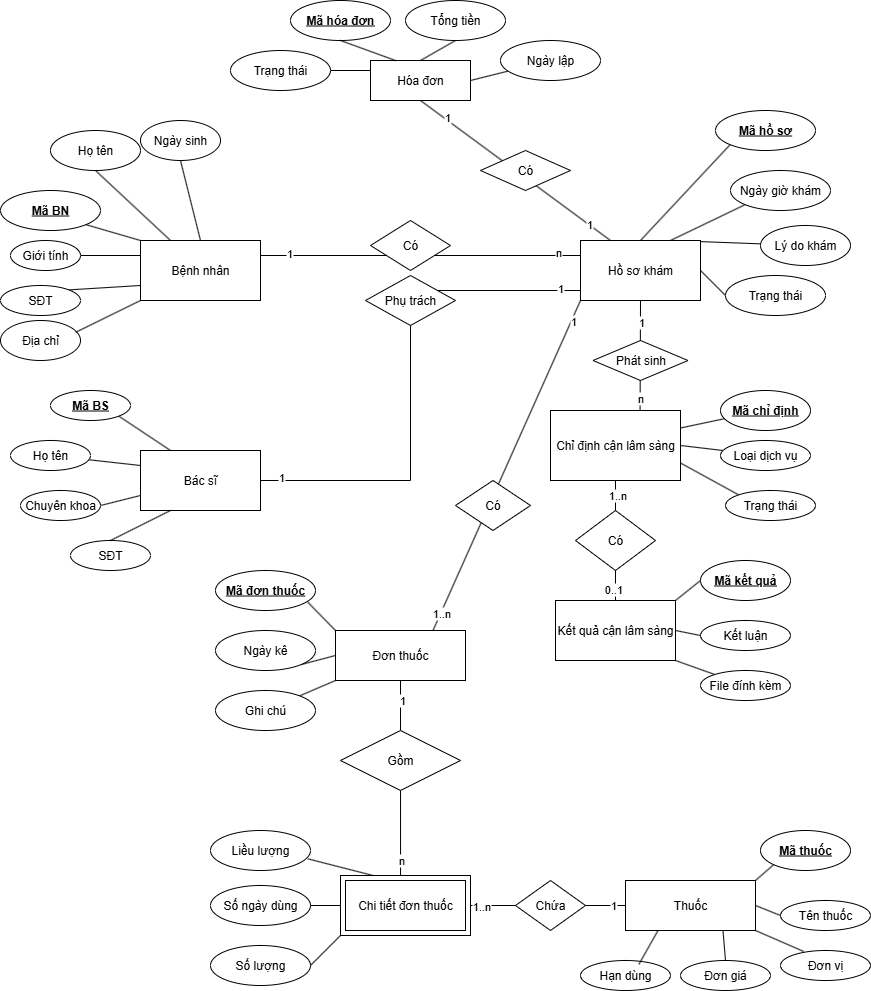 Mã hóa đơn
Tổng tiền
Trạng thái
Hóa đơn
Ngày lập
1
Có
1
Họ tên
Ngày sinh
Mã BN
Giới tính
SĐT
Địa chỉ
Bệnh nhân
1
Có
n
Hồ sơ khám
Mã hồ sơ
Ngày giờ khám
Lý do khám
Trạng thái
Phụ trách
1
1
1
Phát sinh
n
Mã BS
Họ tên
Chuyên khoa
SĐT
Bác sĩ
1
Chỉ định cận lâm sàng
Mã chỉ định
Loại dịch vụ
Trạng thái
1..n
Có
0..1
Có
1..n
Kết quả cận lâm sàng
Mã kết quả
Kết luận
File đính kèm
Mã đơn thuốc
Ngày kê
Ghi chú
Đơn thuốc
1
Gồm
n
Liều lượng
Số ngày dùng
Số lượng
Chi tiết đơn thuốc
1..n
Chứa
1
Thuốc
Mã thuốc
Tên thuốc
Đơn vị
Đơn giá
Hạn dùng